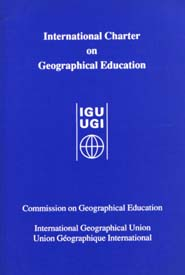 International Charter
on
Geographical Education
IGU
UGI
Commission on Geographical Education
International Geographical Union
Union Géographique International